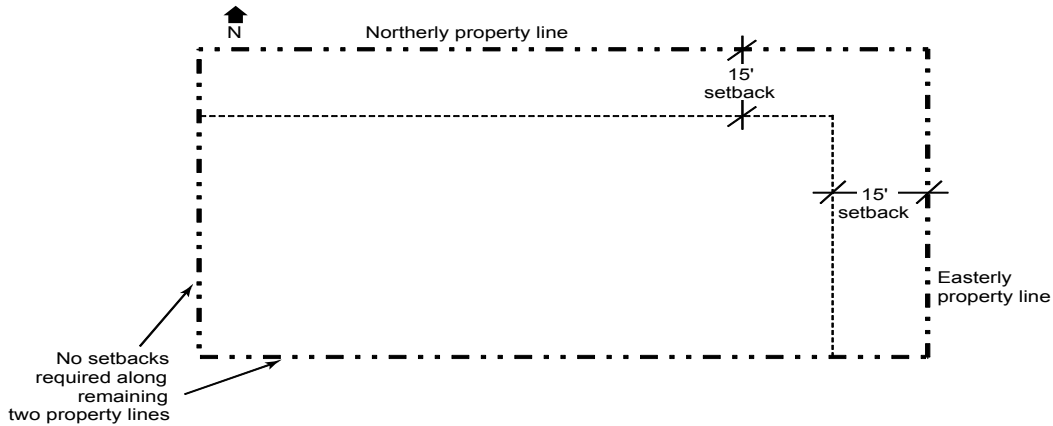 N
Northerly property line
15'
setback
15'
setback
Easterly
property line
No setbacks
required along
remaining
two property lines